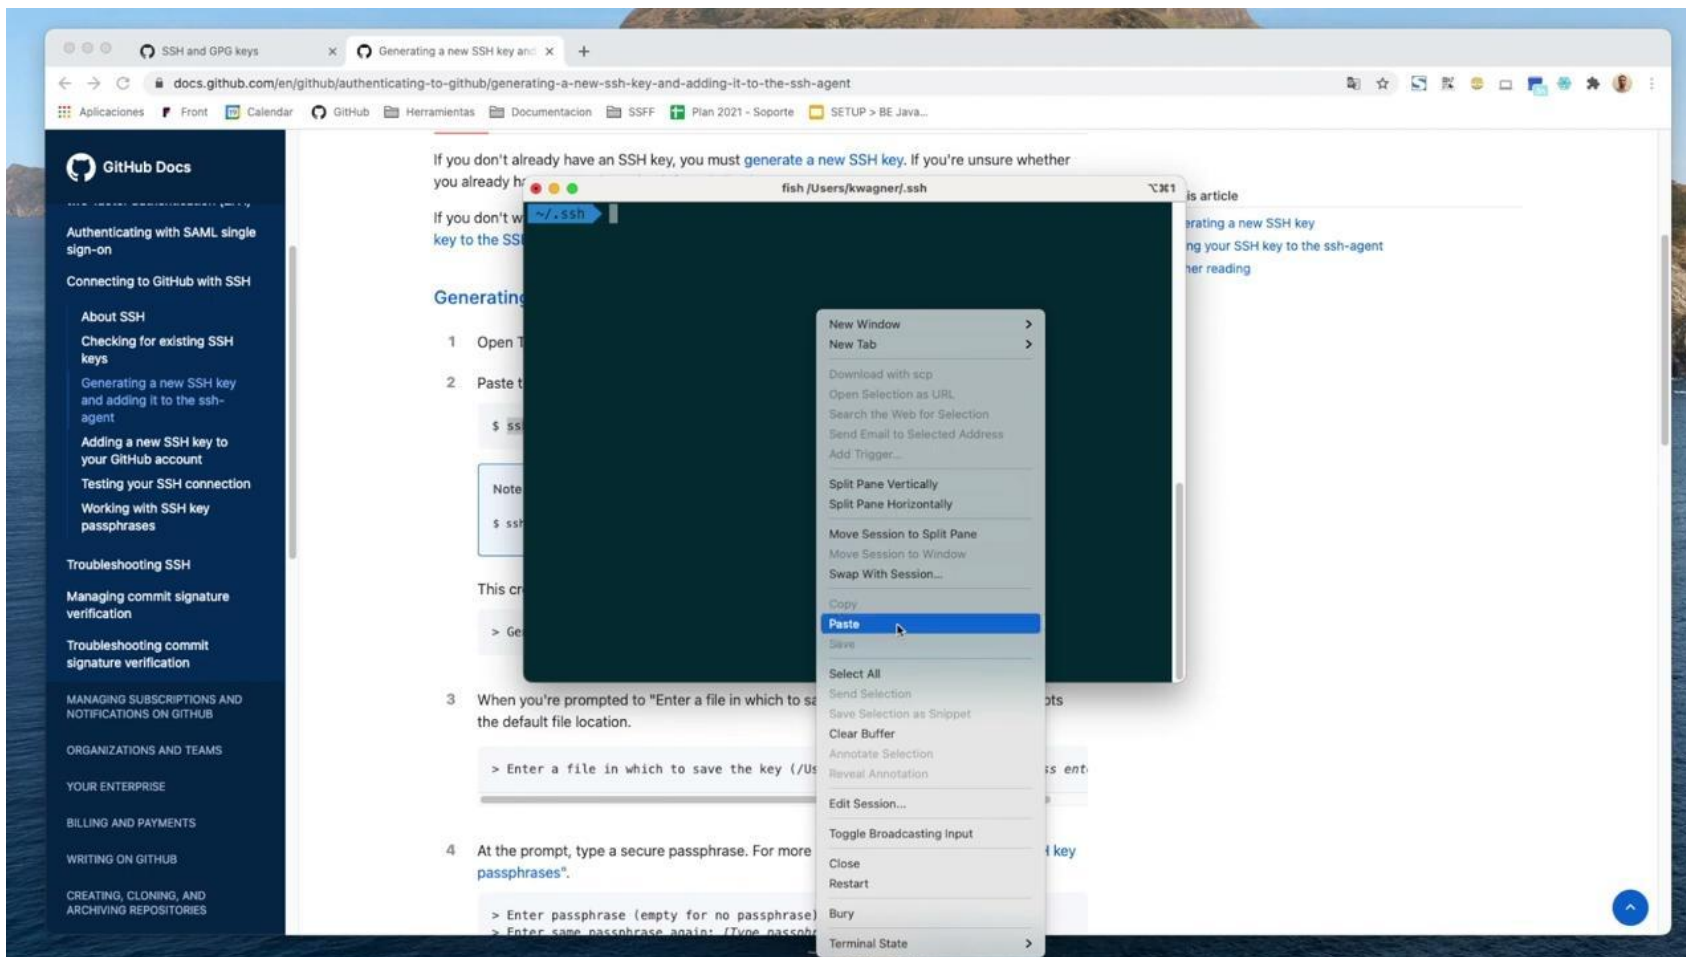 SSH and GPG keys
Generating a new SSH key and
docs.github.com/en/github/authenticating-to-github/generating-a-new-ssh-key-and-adding-it-to-the-ssh-agent
Aplicaciones Front Calendar GitHub Herramientas Documentacion SSFF Plan 2021 - Soporte SETUP > BE Java...
GitHub Docs
Authenticating with SAML single
sign-on
Connecting to GitHub with SSH
About SSH
Checking for existing SSH
keys
Generating a new SSH key
and adding it to the ssh-
agent
Adding a new SSH key to
your GitHub account
Testing your SSH connection
Working with SSH key
passphrases
Troubleshooting SSH
Managing commit signature
verification
Troubleshooting commit
signature verification
MANAGING SUBSCRIPTIONS AND
NOTIFICATIONS ON GITHUB
ORGANIZATIONS AND TEAMS
YOUR ENTERPRISE
BILLING AND PAYMENTS
WRITING ON GITHUB
CREATING, CLONING, AND
ARCHIVING REPOSITORIES
If you don't already have an SSH key, you must generate a new SSH key. If you're unsure whether
you already h
If you don't w
key to the SS
Generating
1 Open T
2 Paste t
$ ss
Note
$ ssh
This cr
> Ge
3 When you're prompted to "Enter a file in which to sa
pts
the default file location.
> Enter a file in which to save the key (/Us
ss ent
4 At the prompt, type a secure passphrase. For more
H key
passphrases".
> Enter passphrase (empty for no passphrase)
> Enter same passphrase again: [Type passphr
is article
erating a new SSH key
ng your SSH key to the ssh-agent
her reading
fish /Users/kwagner/.ssh
⌥⌘1
~/.ssh
New Window
New Tab
Download with scp
Open Selection as URL
Search the Web for Selection
Send Email to Selected Address
Add Trigger...
Split Pane Vertically
Split Pane Horizontally
Move Session to Split Pane
Move Session to Window
Swap With Session...
Copy
Paste
Save
Select All
Send Selection
Save Selection as Snippet
Clear Buffer
Annotate Selection
Reveal Annotation
Edit Session...
Toggle Broadcasting Input
Close
Restart
Bury
Terminal State